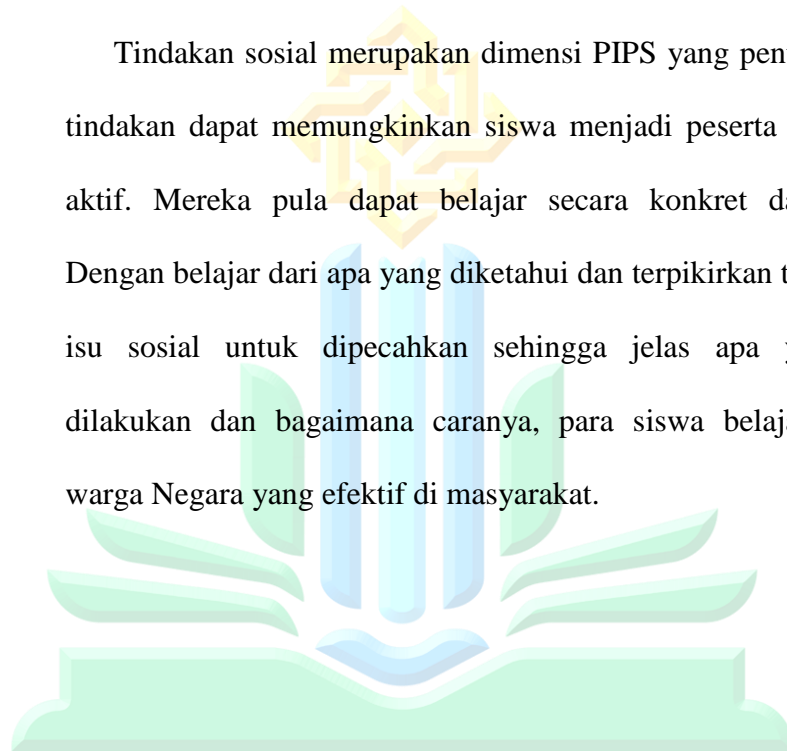 Tindakan sosial merupakan dimensi PIPS yang
tindakan dapat memungkinkan siswa menjadi peserta
aktif. Mereka pula dapat belajar secara konkret
Dengan belajar dari apa yang diketahui dan terpikirkan
isu sosial untuk dipecahkan sehingga jelas apa
dilakukan dan bagaimana caranya, para siswa
warga Negara yang efektif di masyarakat.